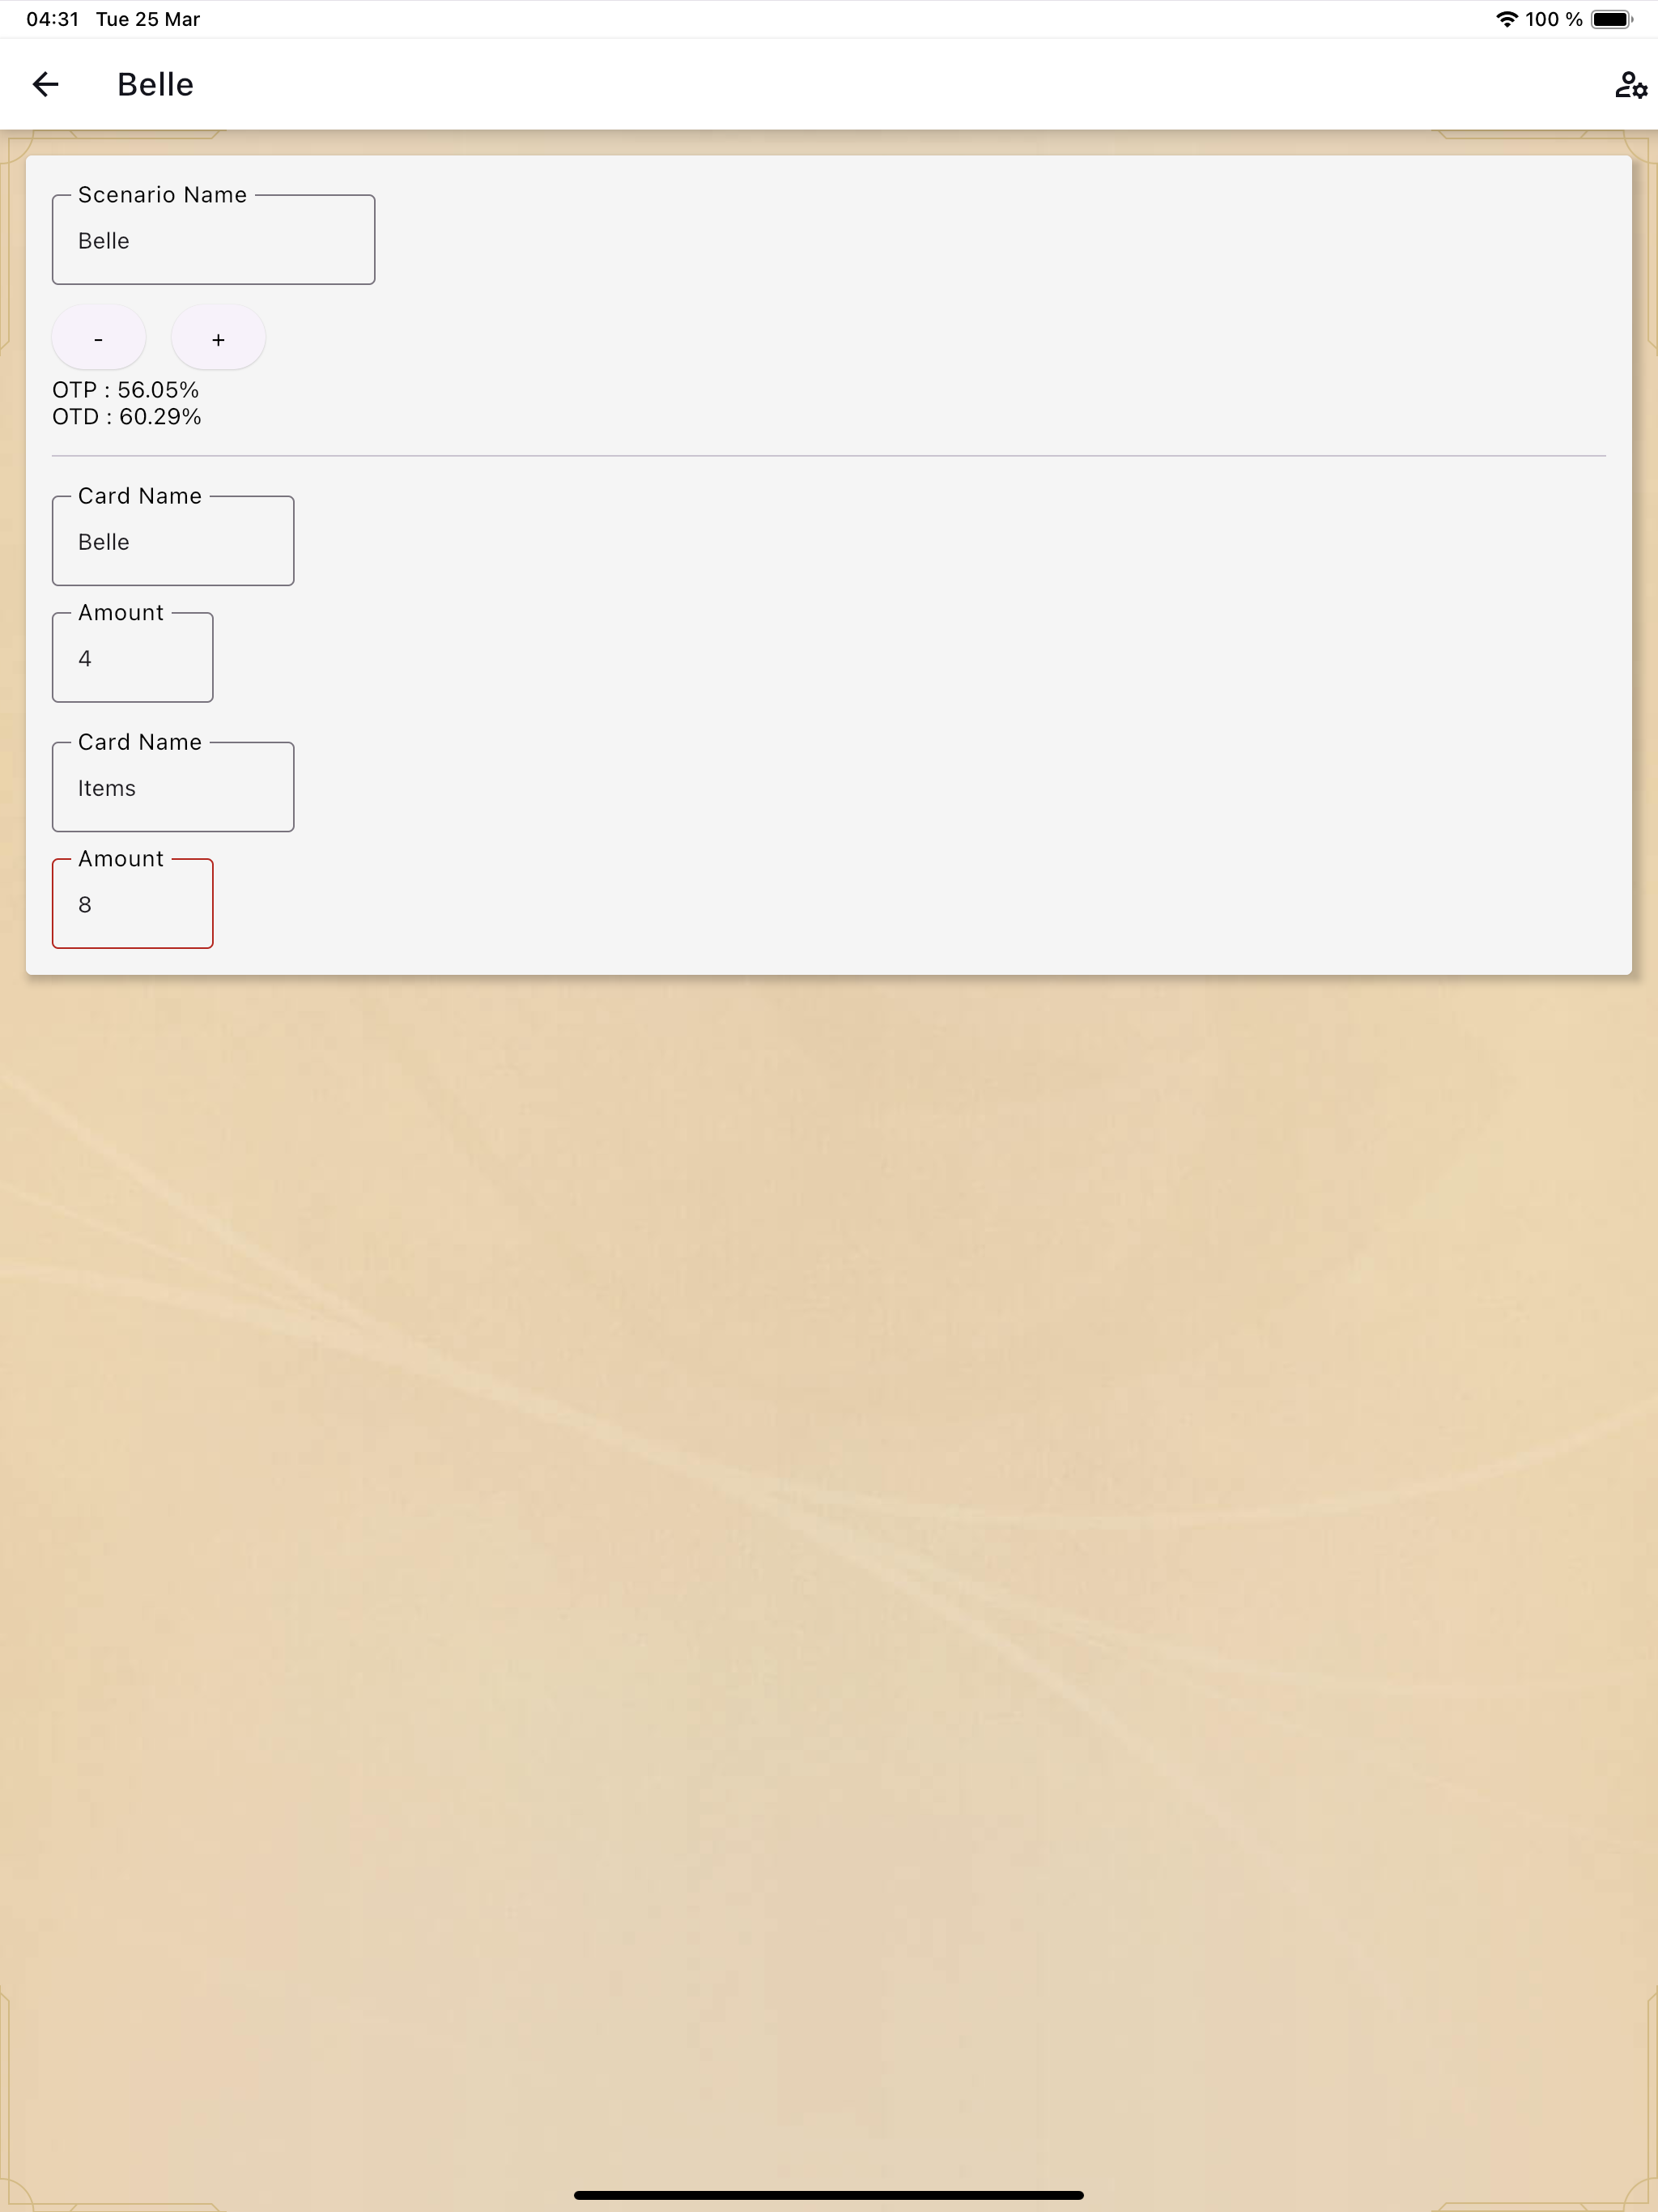 04:31 Tue 25 Mar 100 %
Belle
Scenario Name
Belle
- +
OTP : 56.05%
OTD : 60.29%
Card Name
Belle
Amount
4
Card Name
Items
Amount
8